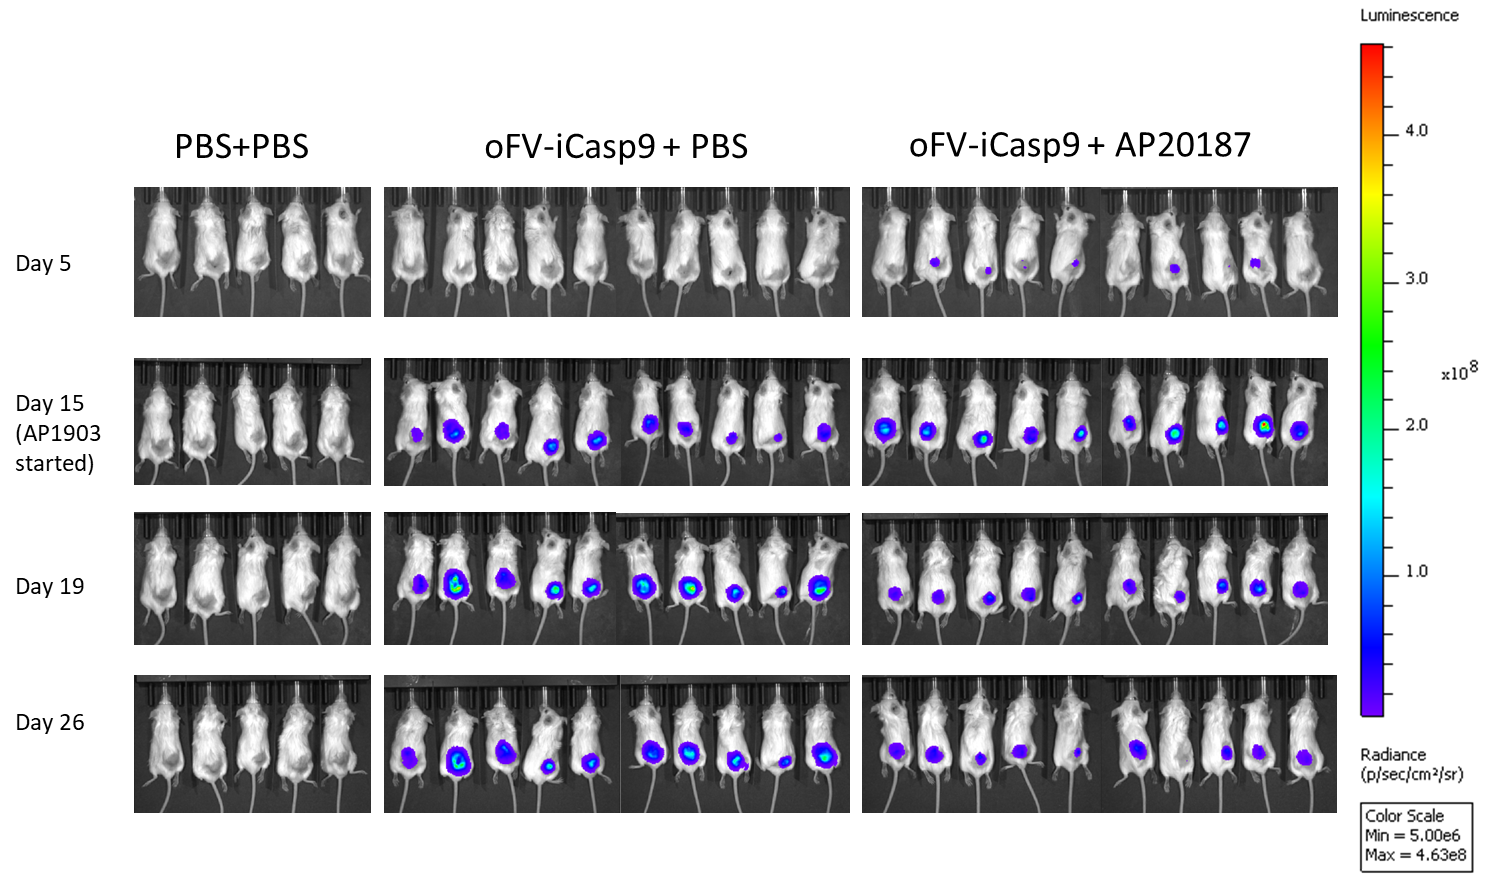 Luminescence
PBS+PBS
oFV-iCasp9 + PBS
oFV-iCasp9 + AP20187
4.0
3.0
x10⁸
2.0
1.0
Day 5
Day 15
(AP1903
started)
Day 19
Day 26
Radiance
(p/sec/cm²/sr)
Color Scale
Min = 5.00e6
Max = 4.63e8